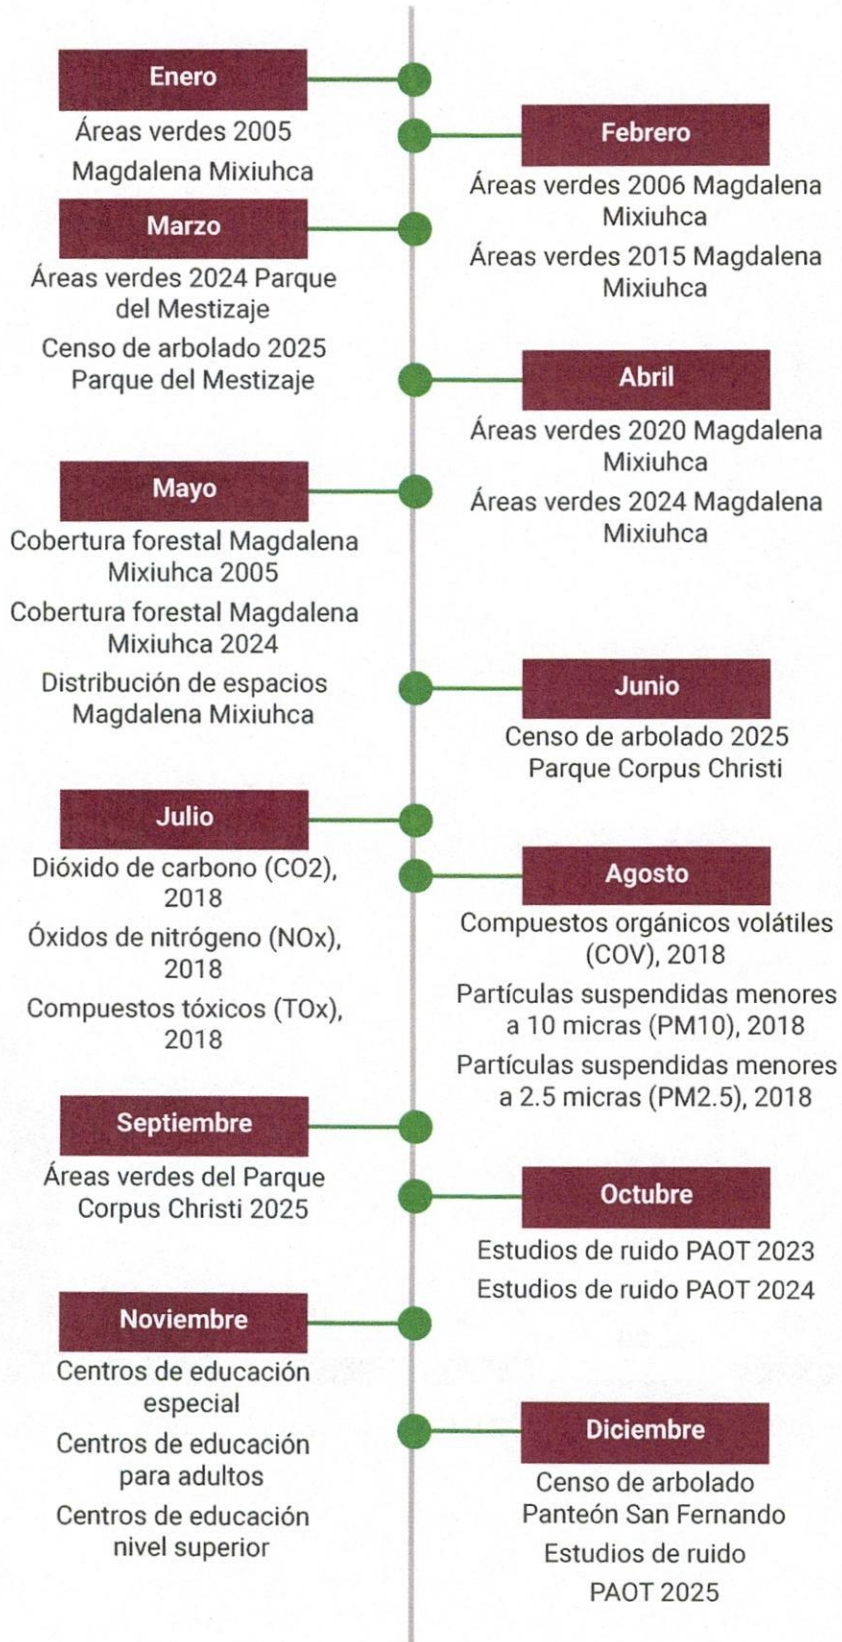 Enero
Áreas verdes 2005
Magdalena Mixiuhca
Febrero
Áreas verdes 2006 Magdalena
Mixiuhca
Áreas verdes 2015 Magdalena
Mixiuhca
Marzo
Áreas verdes 2024 Parque
del Mestizaje
Censo de arbolado 2025
Parque del Mestizaje
Abril
Áreas verdes 2020 Magdalena
Mixiuhca
Áreas verdes 2024 Magdalena
Mixiuhca
Mayo
Cobertura forestal Magdalena
Mixiuhca 2005
Cobertura forestal Magdalena
Mixiuhca 2024
Distribución de espacios
Magdalena Mixiuhca
Junio
Censo de arbolado 2025
Parque Corpus Christi
Julio
Dióxido de carbono (CO2),
2018
Óxidos de nitrógeno (NOx),
2018
Compuestos tóxicos (TOx),
2018
Agosto
Compuestos orgánicos volátiles
(COV), 2018
Partículas suspendidas menores
a 10 micras (PM10), 2018
Partículas suspendidas menores
a 2.5 micras (PM2.5), 2018
Septiembre
Áreas verdes del Parque
Corpus Christi 2025
Octubre
Estudios de ruido PAOT 2023
Estudios de ruido PAOT 2024
Noviembre
Centros de educación
especial
Centros de educación
para adultos
Centros de educación
nivel superior
Diciembre
Censo de arbolado
Panteón San Fernando
Estudios de ruido
PAOT 2025